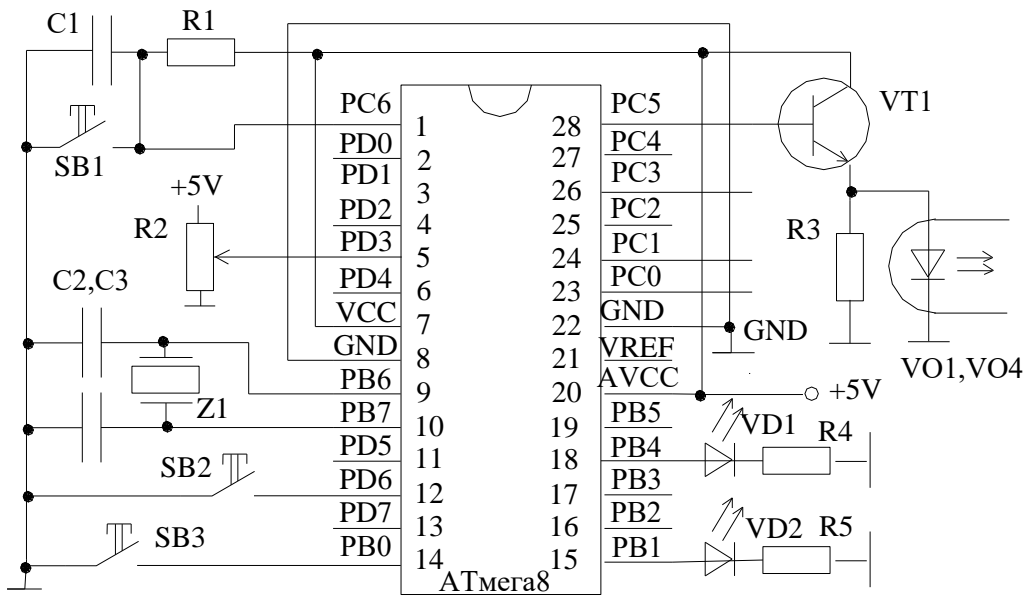 C1
R1
SB1
+5V
R2
C2,C3
Z1
SB2
SB3
PC6
1
PD0
2
PD1
3
PD2
4
PD3
5
PD4
6
VCC
7
GND
8
PB6
9
PB7
10
PD5
11
PD6
12
PD7
13
PB0
14
PC5
28
PC4
27
PC3
26
PC2
25
PC1
24
PC0
23
GND
22
VREF
21
AVCC
20
PB5
19
PB4
18
PB3
17
PB2
16
PB1
15
АТмега8
VT1
R3
GND
VO1,VO4
+5V
VD1
R4
VD2
R5